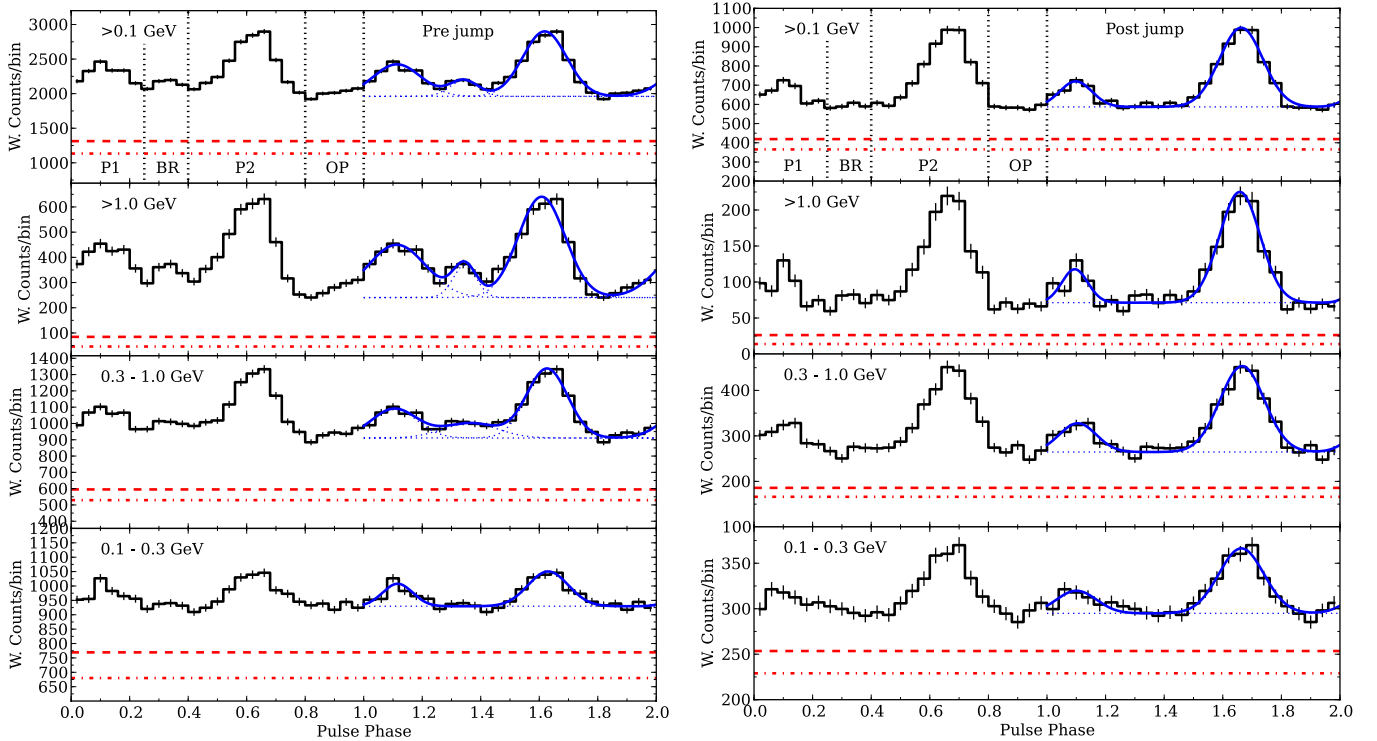 >0.1 GeV
Pre jump
P1
BR
P2
OP
W. Counts/bin
3000
2500
2000
1500
1000
>1.0 GeV
W. Counts/bin
600
500
400
300
200
100
0.3 - 1.0 GeV
W. Counts/bin
1400
1300
1200
1100
1000
900
800
700
600
500
400
0.1 - 0.3 GeV
W. Counts/bin
1200
1150
1100
1050
1000
950
900
850
800
750
700
650
0.0 0.2 0.4 0.6 0.8 1.0 1.2 1.4 1.6 1.8 2.0
Pulse Phase
>0.1 GeV
Post jump
P1
BR
P2
OP
W. Counts/bin
1100
1000
900
800
700
600
500
400
300
200
>1.0 GeV
W. Counts/bin
200
150
100
50
0
0.3 - 1.0 GeV
W. Counts/bin
400
300
200
100
0.1 - 0.3 GeV
W. Counts/bin
350
300
250
200
0.0 0.2 0.4 0.6 0.8 1.0 1.2 1.4 1.6 1.8 2.0
Pulse Phase